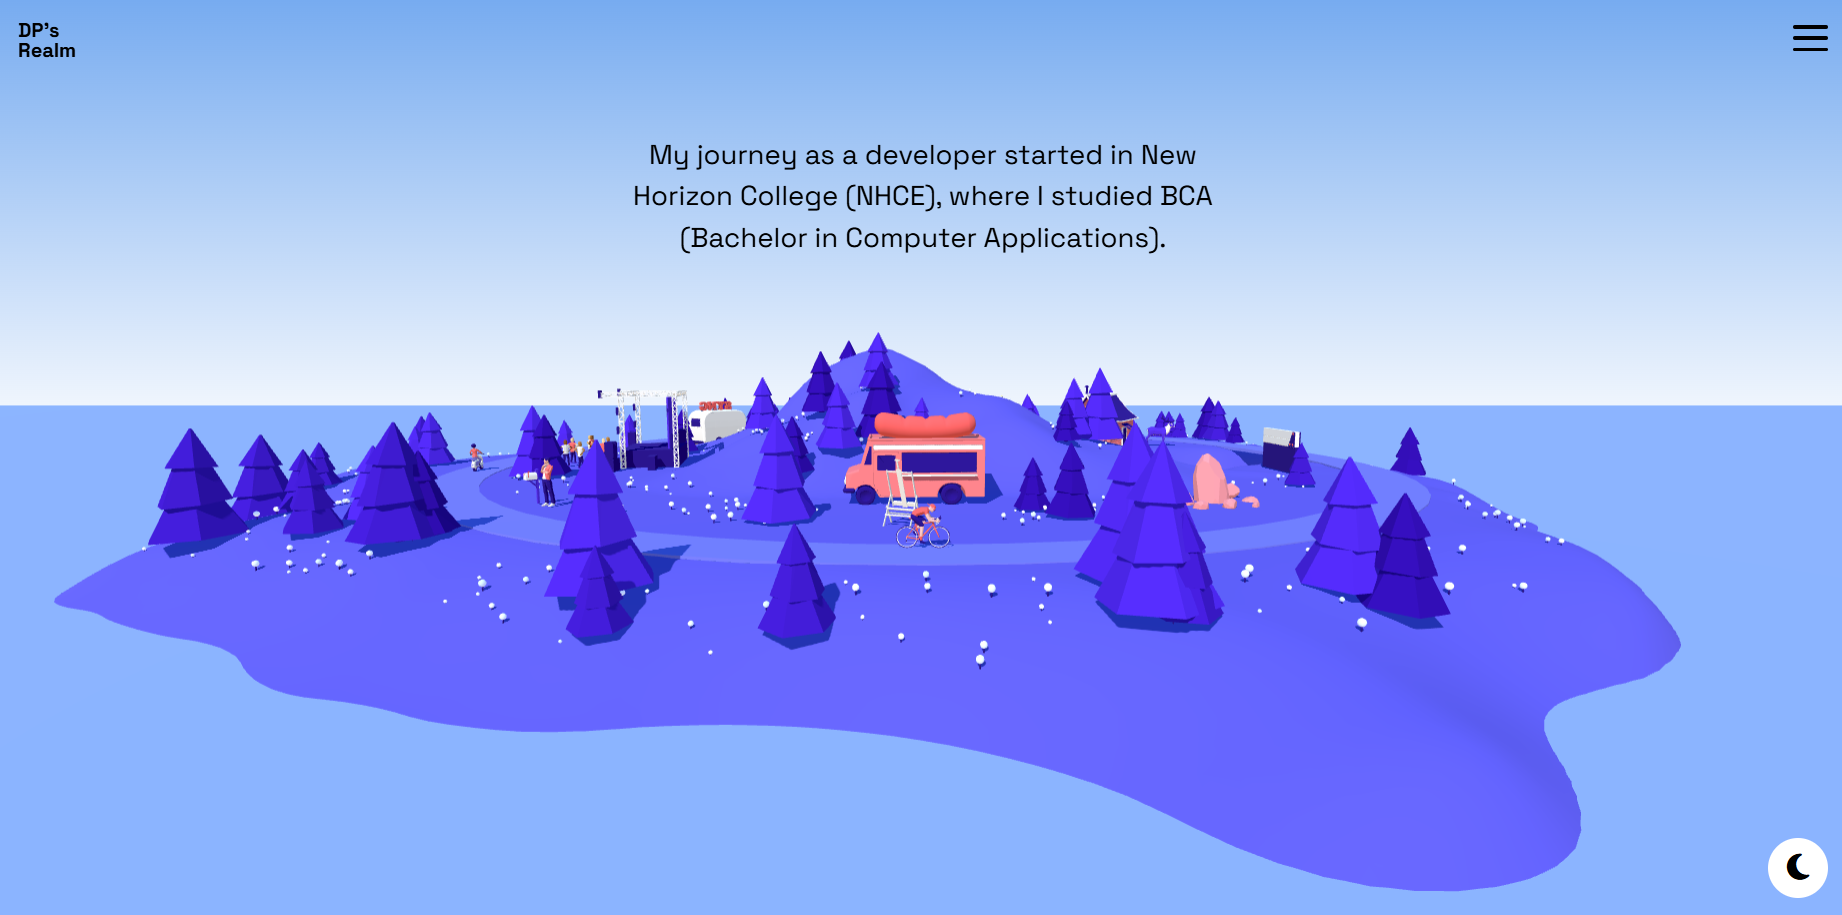 DP's
Realm
My journey as a developer started in New
Horizon College (NHCE), where I studied BCA
(Bachelor in Computer Applications).